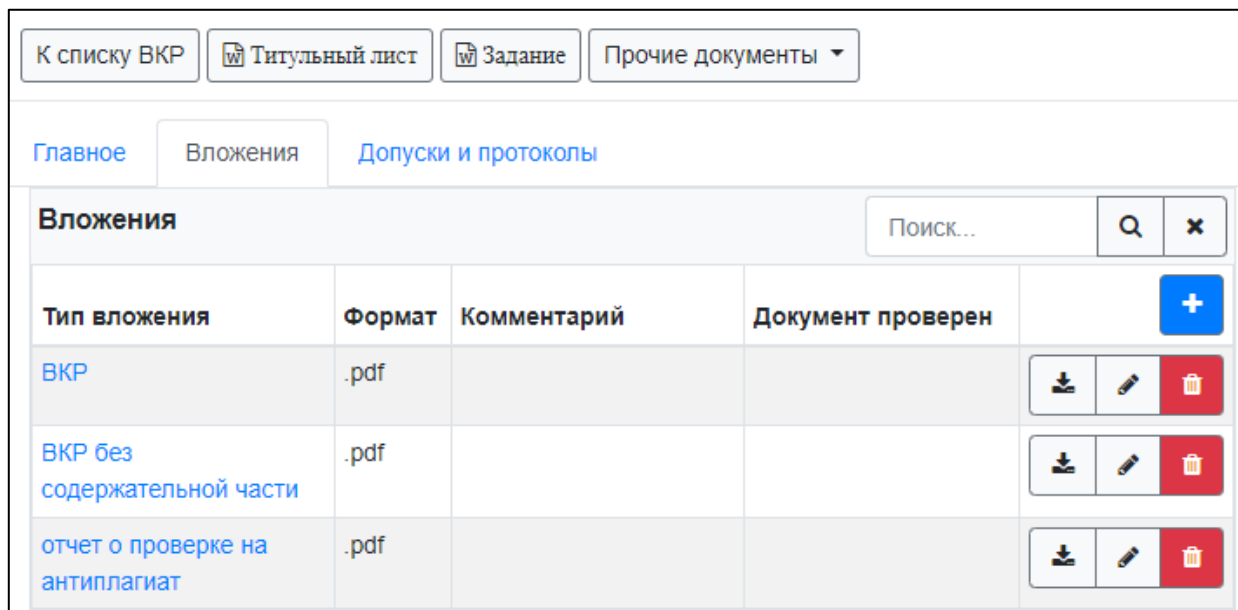 К списку ВКР Титульный лист Задание Прочие документы
Главное Вложения Допуски и протоколы
Вложения Поиск...
Тип вложения Формат Комментарий Документ проверен
ВКР .pdf
ВКР без .pdf
содержательной части
отчет о проверке на .pdf
антиплагиат